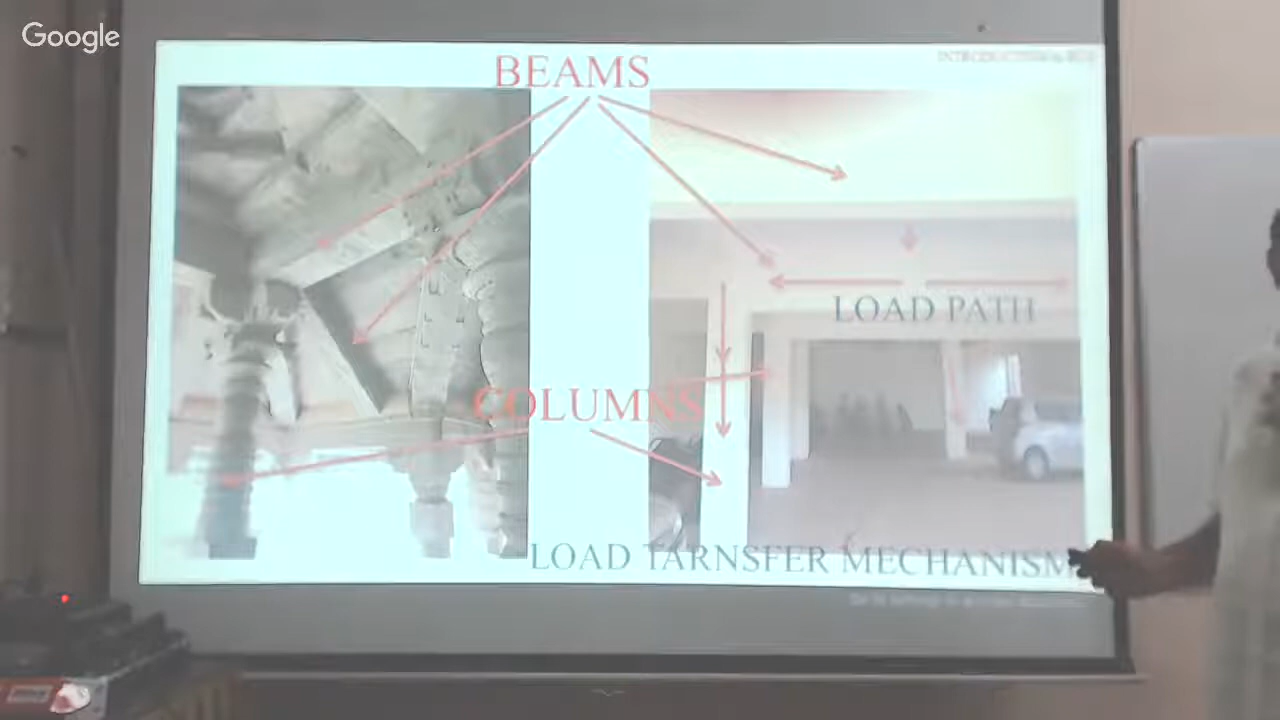 Google
BEAMS
LOAD PATH
COLUMNS
LOAD TARNSFER MECHANISM